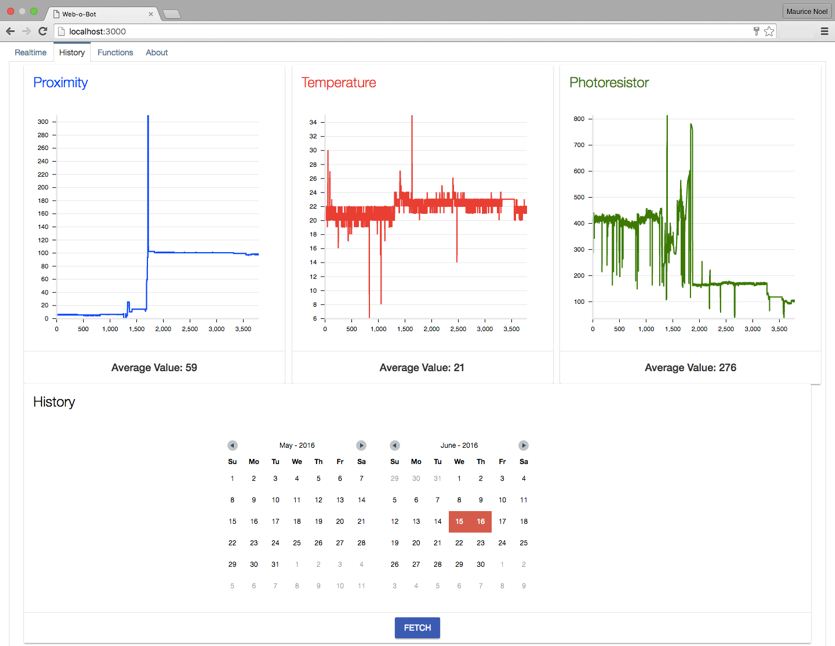 Web-o-Bot
Maurice Noel
localhost:3000
Realtime History Functions About
Proximity
300
280
260
240
220
200
180
160
140
120
100
80
60
40
20
0
0 500 1,000 1,500 2,000 2,500 3,000 3,500
Average Value: 59
Temperature
34
32
30
28
26
24
22
20
18
16
14
12
10
8
6
0 500 1,000 1,500 2,000 2,500 3,000 3,500
Average Value: 21
Photoresistor
800
700
600
500
400
300
200
100
0 500 1,000 1,500 2,000 2,500 3,000 3,500
Average Value: 276
History
May - 2016
Su Mo Tu We Th Fr Sa
1 2 3 4 5 6 7
8 9 10 11 12 13 14
15 16 17 18 19 20 21
22 23 24 25 26 27 28
29 30 31 1 2 3 4
5 6 7 8 9 10 11
June - 2016
Su Mo Tu We Th Fr Sa
29 30 31 1 2 3 4
5 6 7 8 9 10 11
12 13 14 15 16 17 18
19 20 21 22 23 24 25
26 27 28 29 30 1 2
3 4 5 6 7 8 9
FETCH